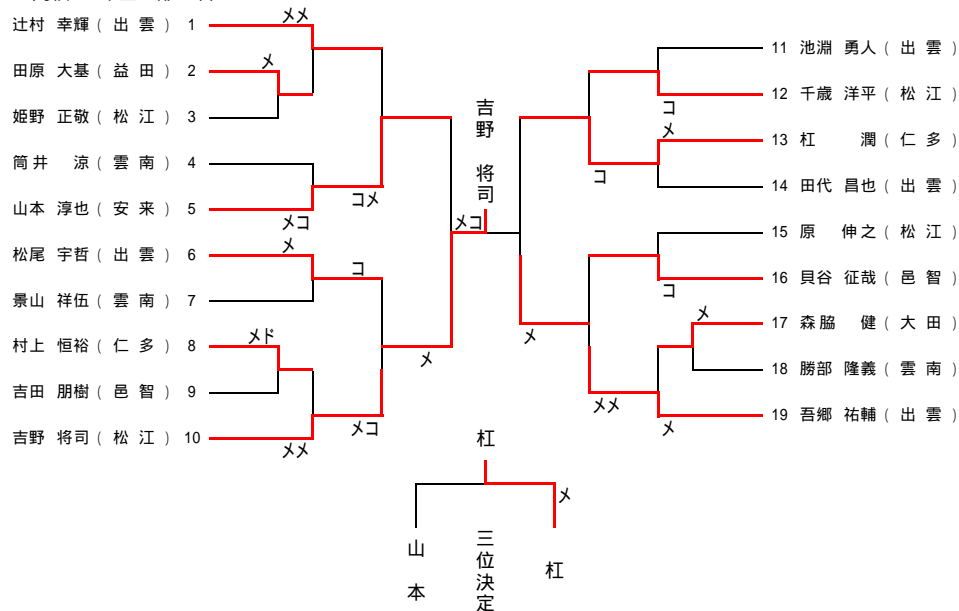 辻村 幸輝 ( 出 雲 ) 1
田原 大基 ( 益 田 ) 2
姫野 正敬 ( 松 江 ) 3
筒井 涼 ( 雲 南 ) 4
山本 淳也 ( 安 来 ) 5
松尾 宇哲 ( 出 雲 ) 6
景山 祥伍 ( 雲 南 ) 7
村上 恒裕 ( 仁 多 ) 8
吉田 朋樹 ( 邑 智 ) 9
吉野 将司 ( 松 江 ) 10
メメ
メ
メコ
コメ
メ
コ
メド
メコ
メメ
メ
吉野 将司
メコ
11 池淵 勇人 ( 出 雲 )
12 千歳 洋平 ( 松 江 )
13 杠 潤 ( 仁 多 )
14 田代 昌也 ( 出 雲 )
15 原 伸之 ( 松 江 )
16 貝谷 征哉 ( 邑 智 )
17 森脇 健 ( 大 田 )
18 勝部 隆義 ( 雲 南 )
19 吾郷 祐輔 ( 出 雲 )
コ
メ
コ
コ
メ
メ
メメ
メ
杠
メ
山本
三位決定
杠